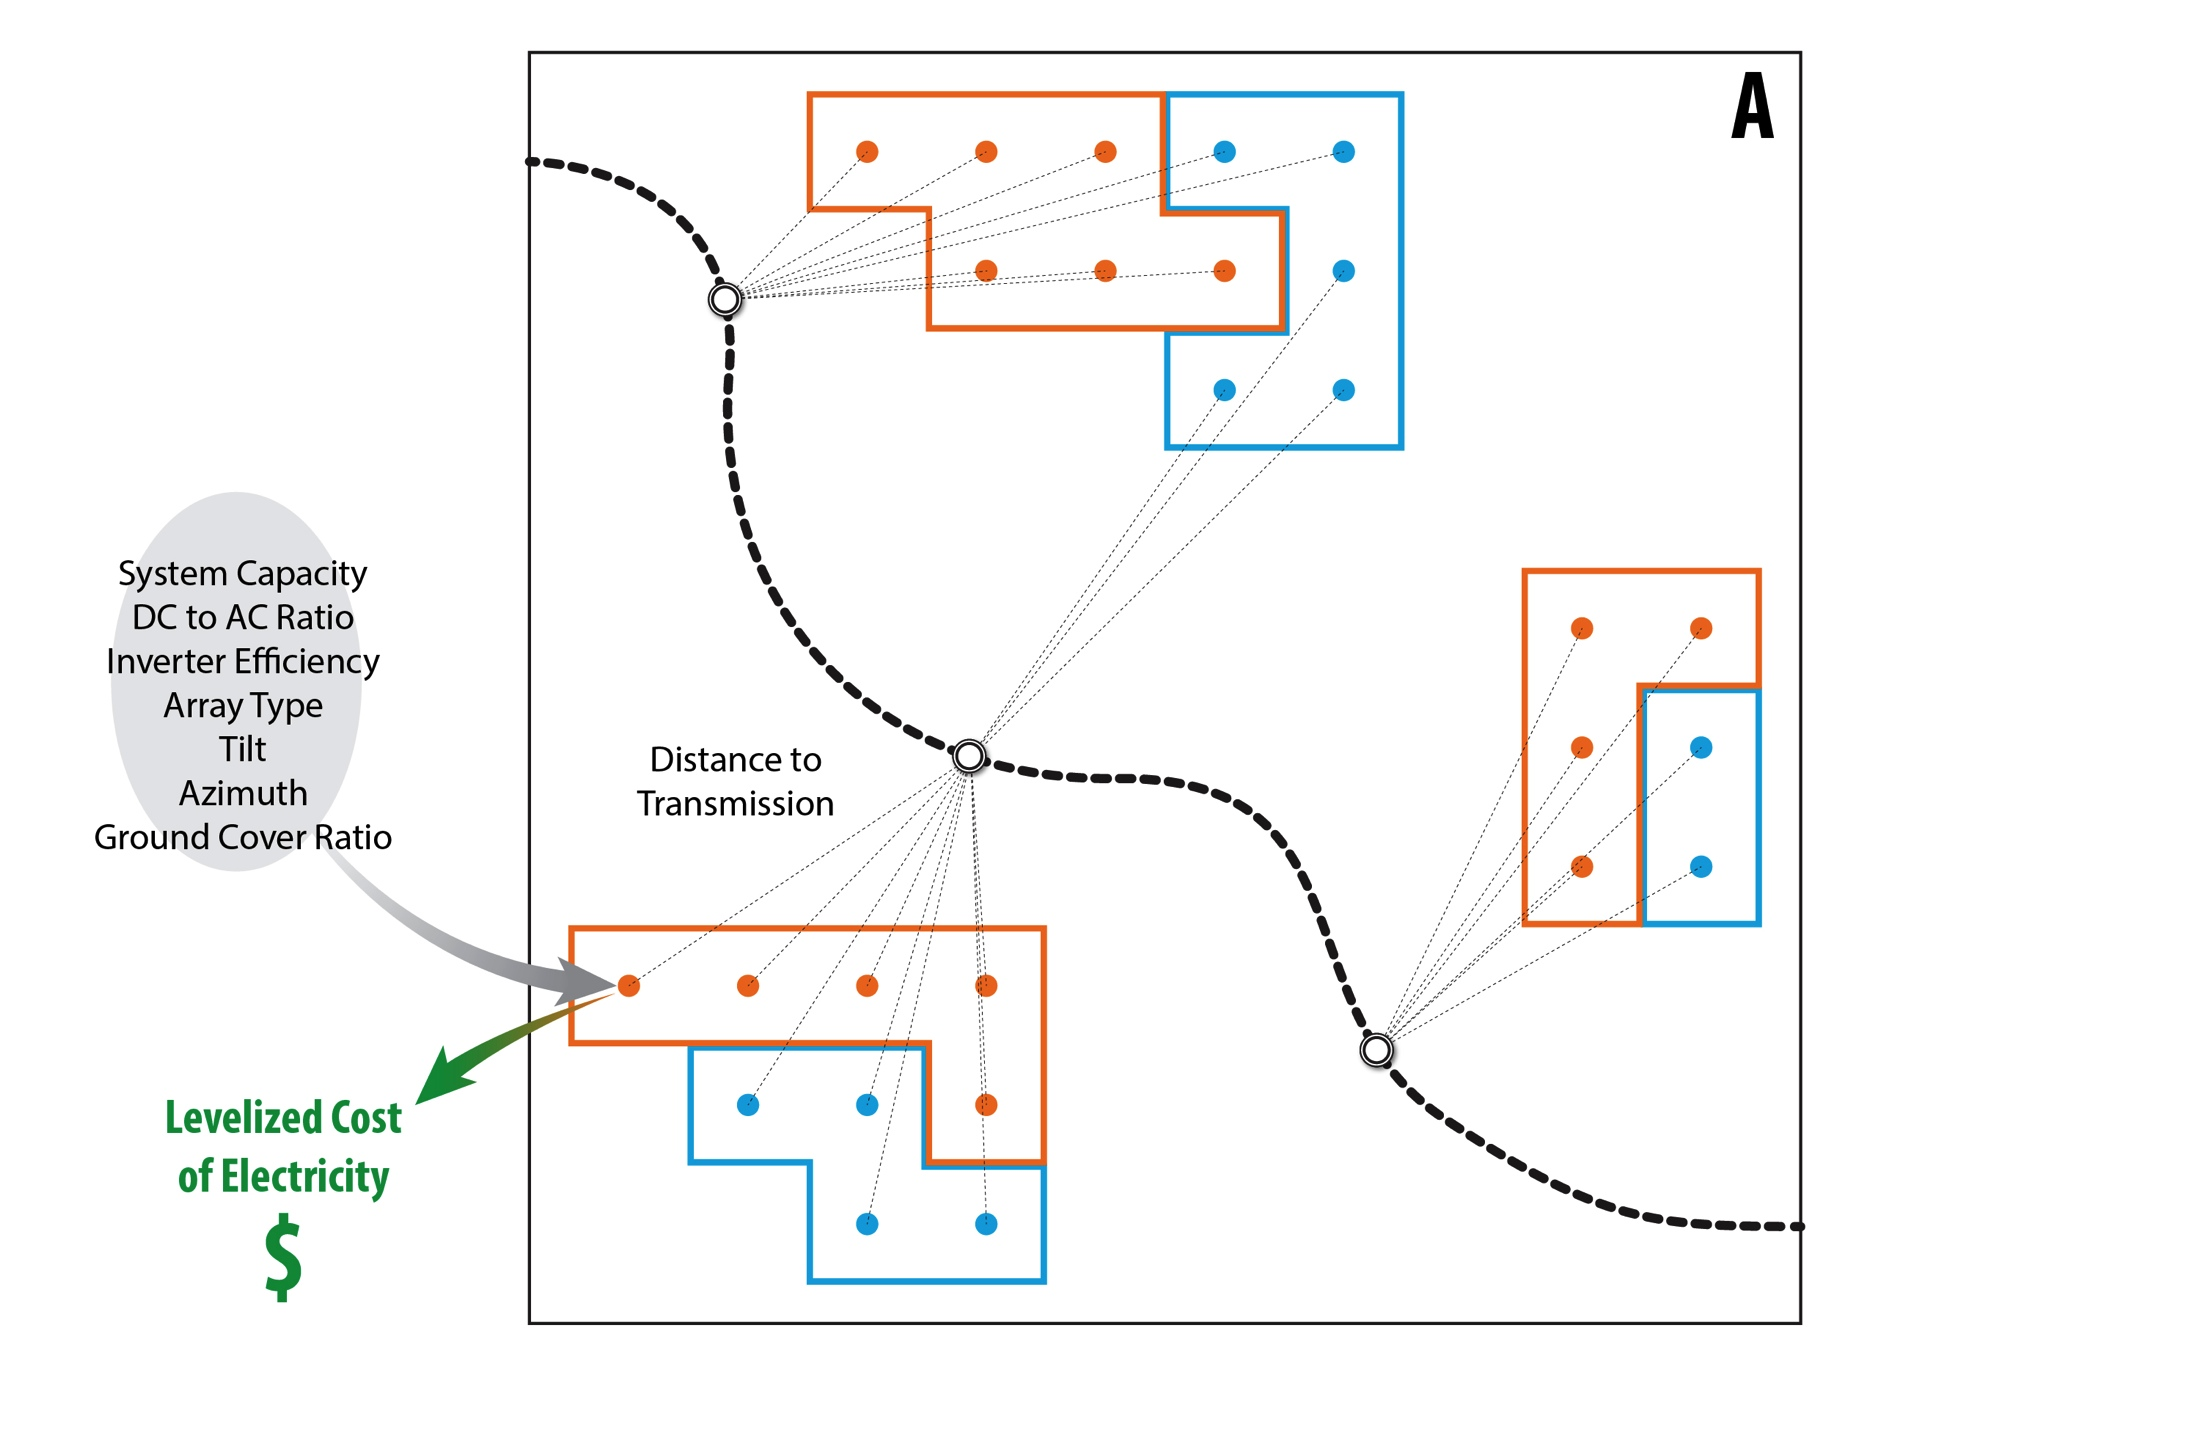 A
System Capacity
DC to AC Ratio
Inverter Efficiency
Array Type
Tilt
Azimuth
Ground Cover Ratio
Distance to
Transmission
Levelized Cost
of Electricity
$